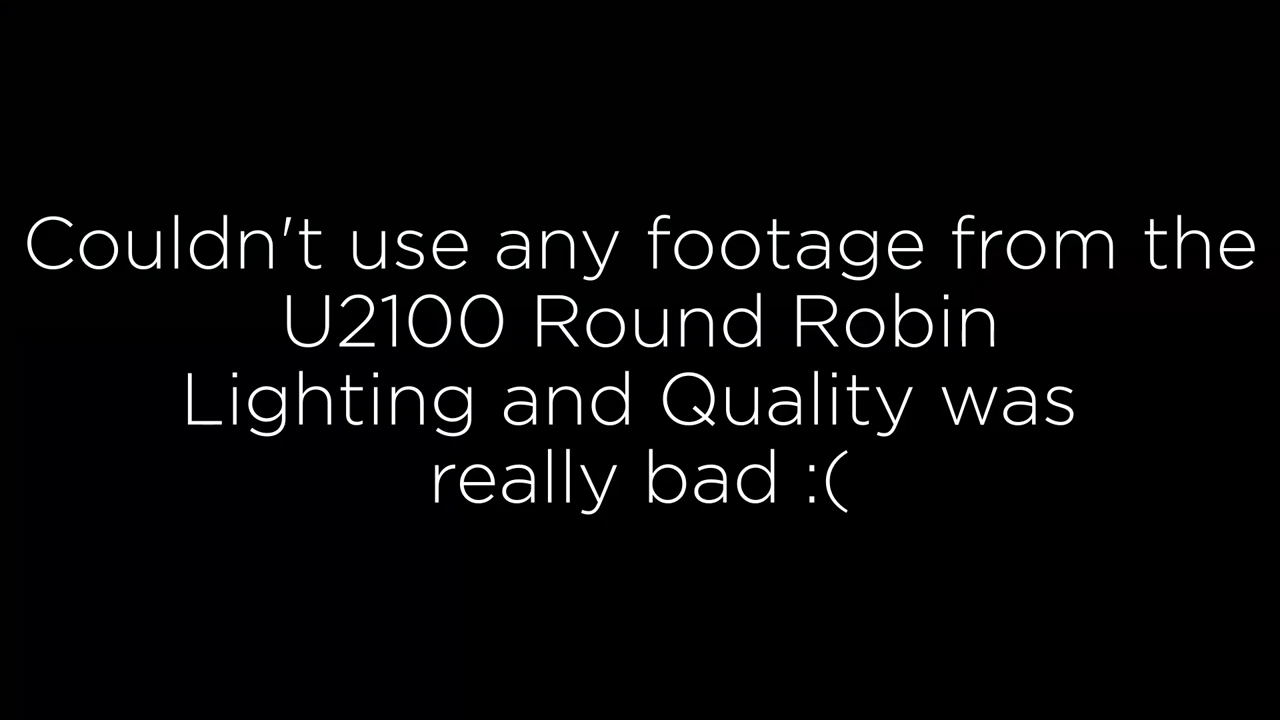 Couldn't use any footage from the
U2100 Round Robin
Lighting and Quality was
really bad :(